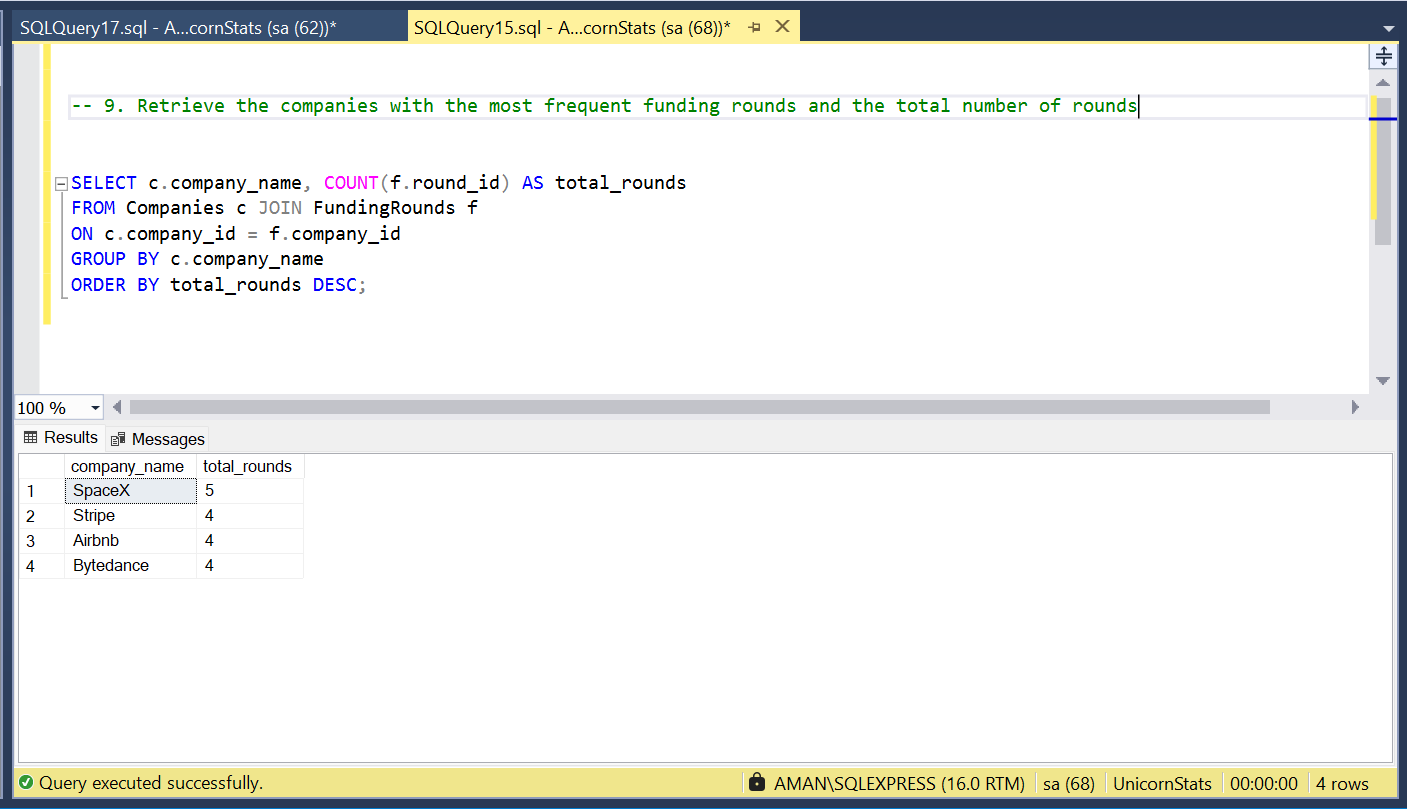 SQLQuery17.sql - A...cornStats (sa (62))* SQLQuery15.sql - A...cornStats (sa (68))*
-- 9. Retrieve the companies with the most frequent funding rounds and the total number of rounds
SELECT c.company_name, COUNT(f.round_id) AS total_rounds
FROM Companies c JOIN FundingRounds f
ON c.company_id = f.company_id
GROUP BY c.company_name
ORDER BY total_rounds DESC;
100 %
Results Messages
company_name total_rounds
1 SpaceX 5
2 Stripe 4
3 Airbnb 4
4 Bytedance 4
Query executed successfully. AMAN\SQLEXPRESS (16.0 RTM) sa (68) UnicornStats 00:00:00 4 rows